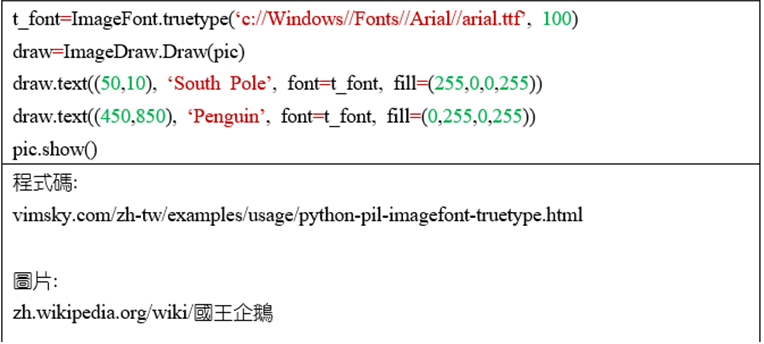 t_font=ImageFont.truetype(‘c://Windows//Fonts//Arial//arial.ttf’, 100)
draw=ImageDraw.Draw(pic)
draw.text((50,10), ‘South Pole’, font=t_font, fill=(255,0,0,255))
draw.text((450,850), ‘Penguin’, font=t_font, fill=(0,255,0,255))
pic.show()
程式碼:
vimsky.com/zh-tw/examples/usage/python-pil-imagefont-truetype.html
圖片:
zh.wikipedia.org/wiki/國王企鵝